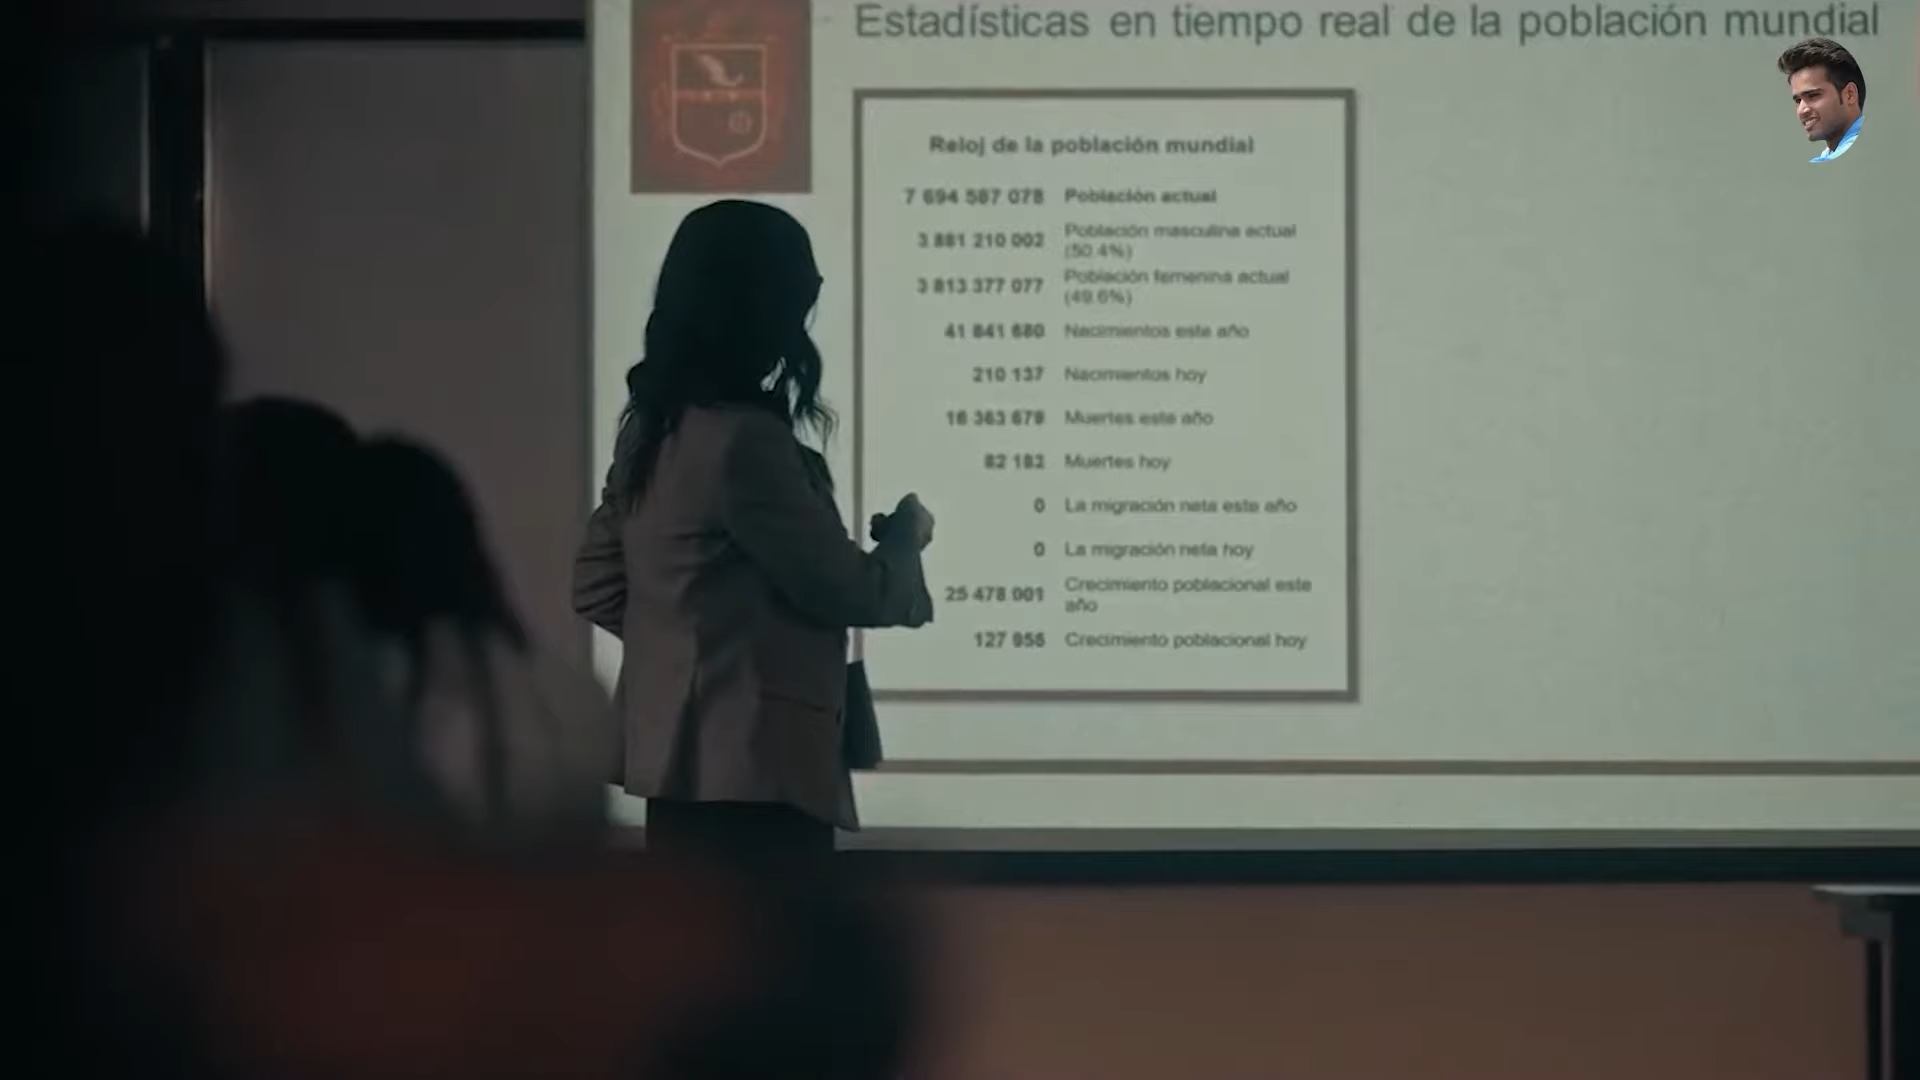 Estadísticas en tiempo real de la población mundial
Reloj de la población mundial
7 694 587 078 Población actual
3 881 210 002 Población masculina actual
(50.4%)
3 813 377 077 Población femenina actual
(49.6%)
41 841 680 Nacimientos este año
210 137 Nacimientos hoy
16 363 679 Muertes este año
82 182 Muertes hoy
0 La migración neta este año
0 La migración neta hoy
25 478 001 Crecimiento poblacional este
año
127 956 Crecimiento poblacional hoy